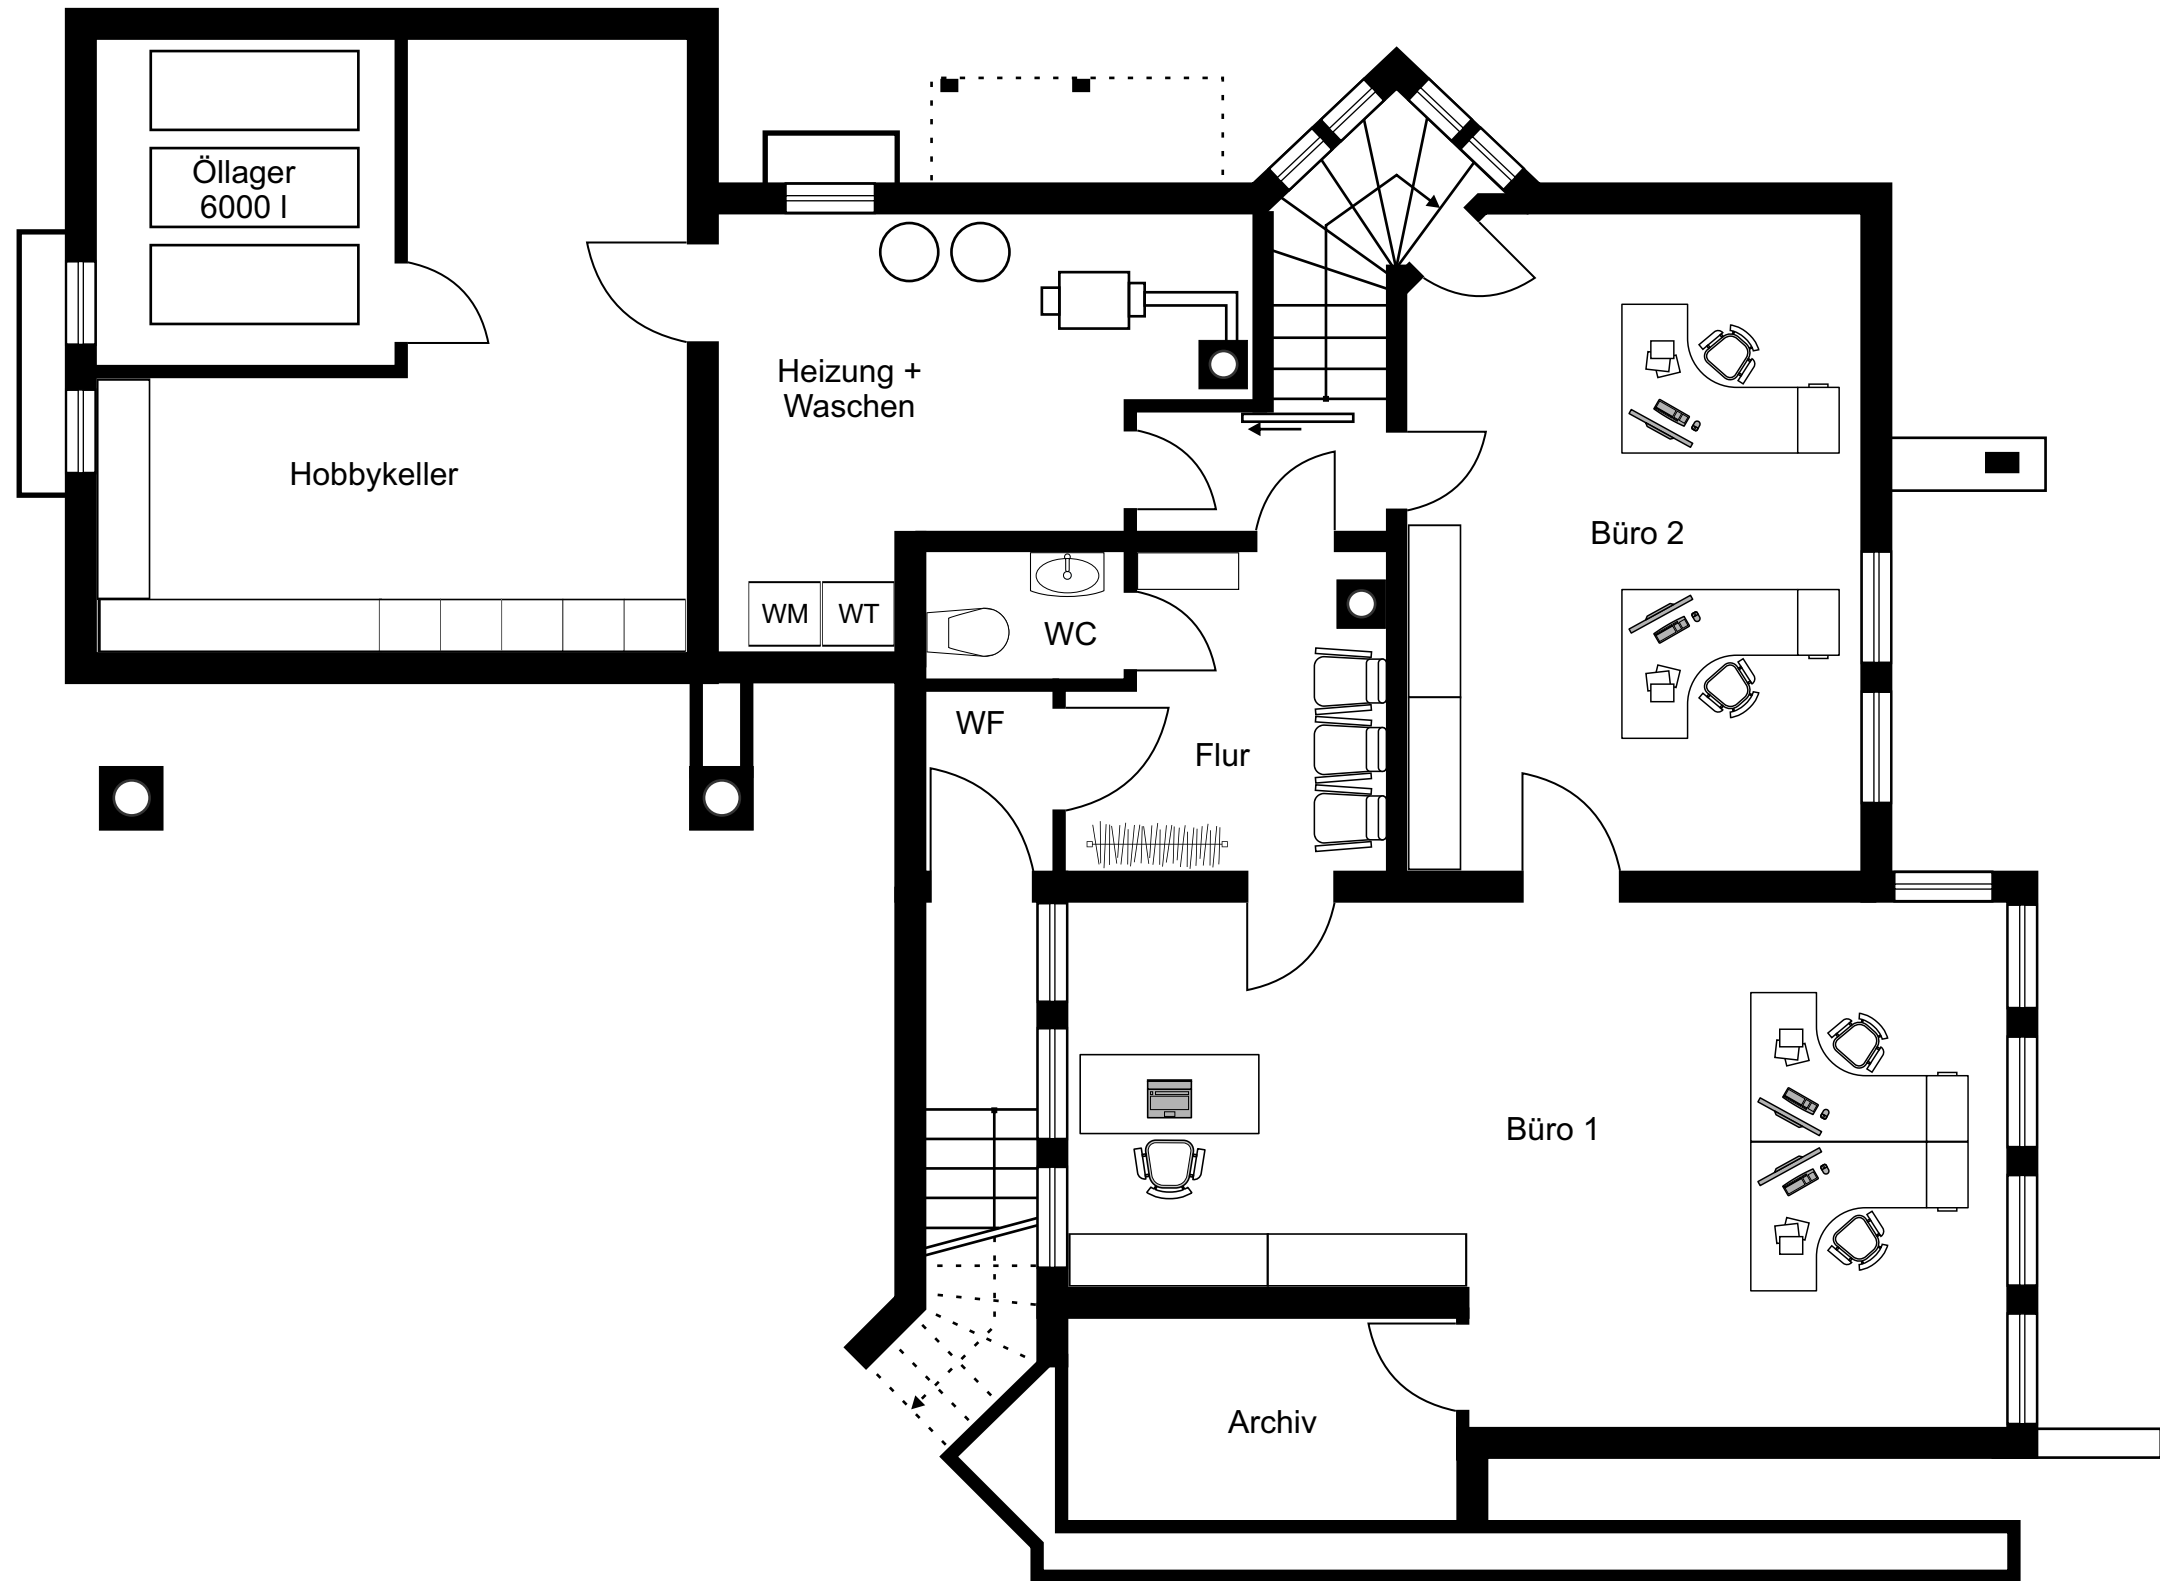 Öllager
6000 l
Heizung +
Waschen
Hobbykeller
Büro 2
WM
WT
WC
WF
Flur
Büro 1
Archiv